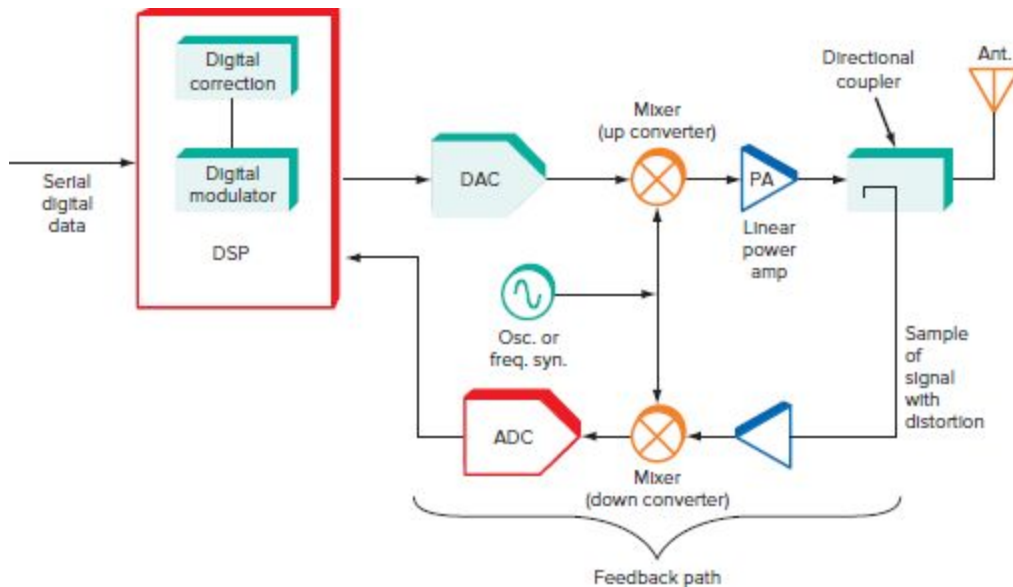 Digital
correction
Digital
modulator
DSP
Serial
digital
data
DAC
Mixer
(up converter)
PA
Linear
power
amp
Directional
coupler
Ant.
Osc. or
freq. syn.
Sample
of
signal
with
distortion
ADC
Mixer
(down converter)
Feedback path